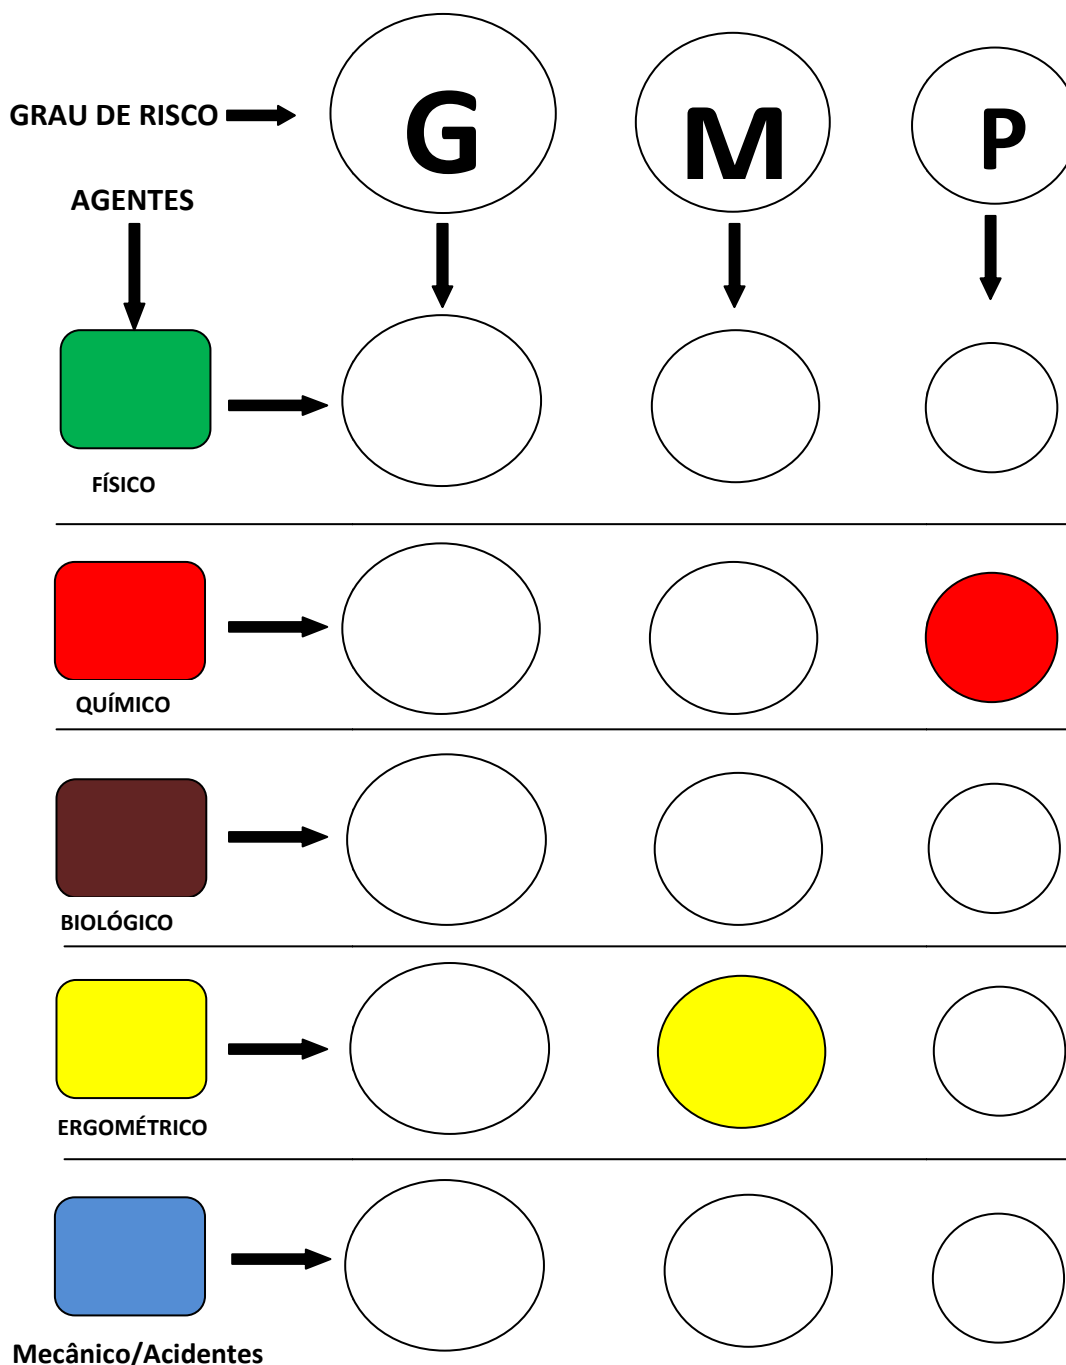 G M P
GRAU DE RISCO
AGENTES
FÍSICO
QUÍMICO
BIOLÓGICO
ERGOMÉTRICO
Mecânico/Acidentes